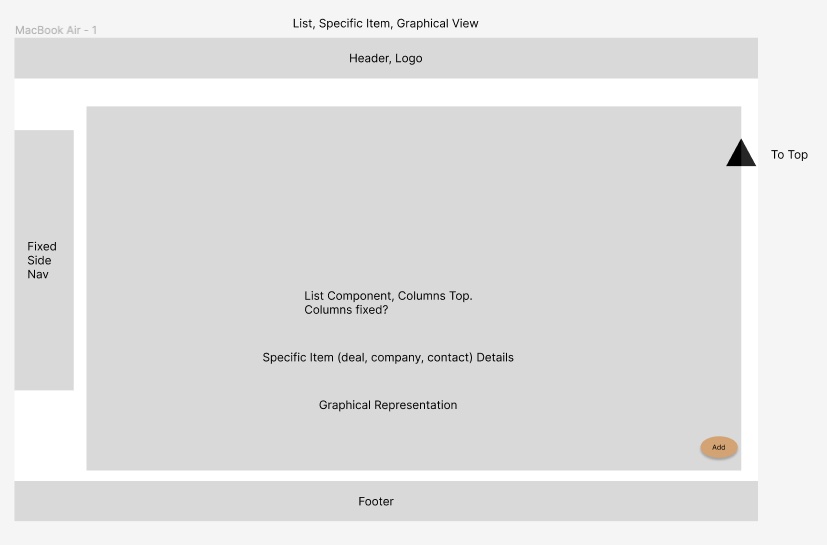 List, Specific Item, Graphical View
MacBook Air - 1
Header, Logo
To Top
Fixed
Side
Nav
List Component, Columns Top.
Columns fixed?
Specific Item (deal, company, contact) Details
Graphical Representation
Add
Footer